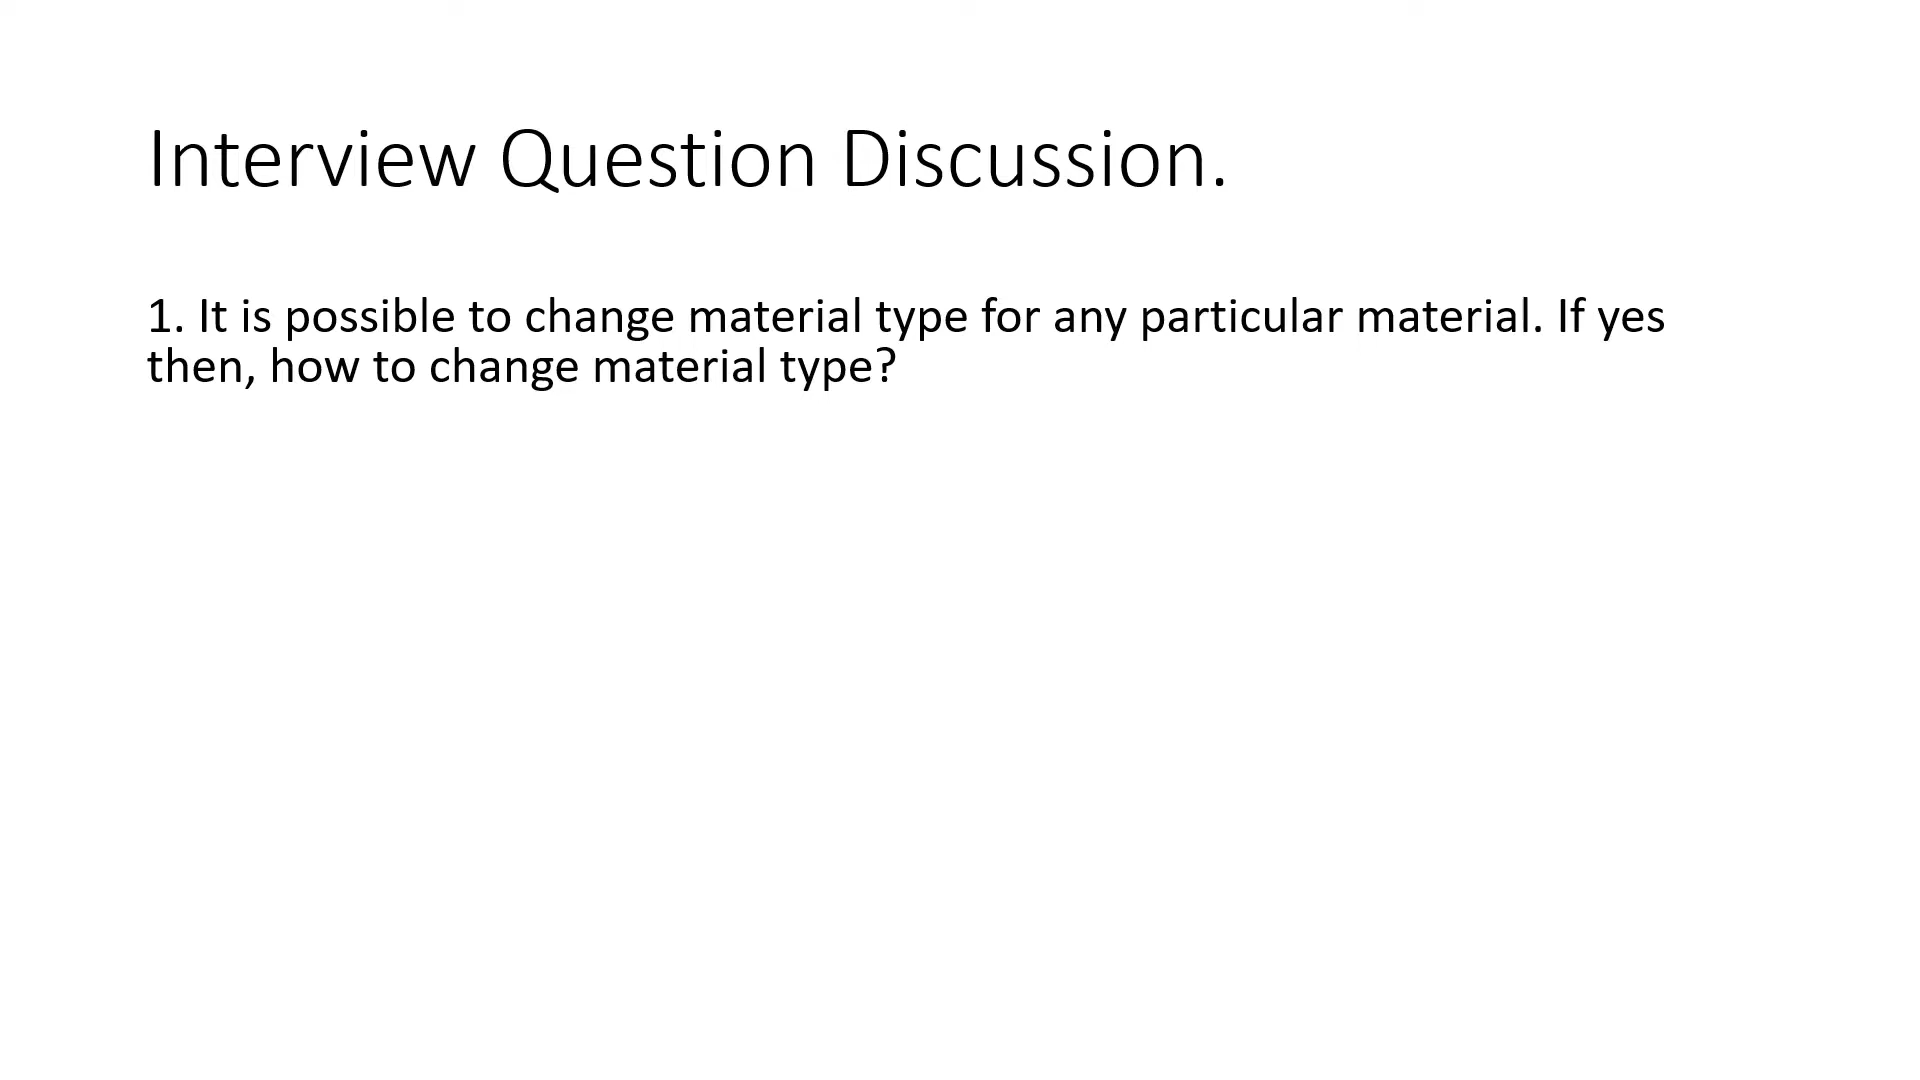 Interview Question Discussion.
1. It is possible to change material type for any particular material. If yes
then, how to change material type?